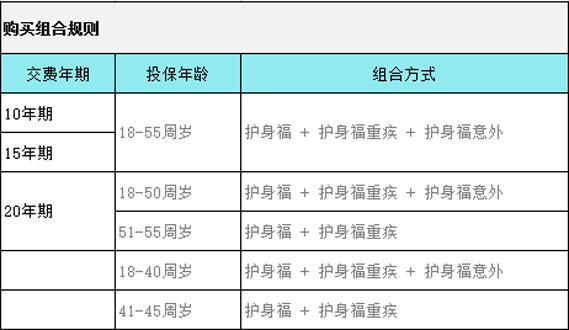 购买组合规则
交费年期 投保年龄 组合方式
10年期
18-55周岁 护身福 + 护身福重疾 + 护身福意外
15年期
18-50周岁 护身福 + 护身福重疾 + 护身福意外
20年期
51-55周岁 护身福 + 护身福重疾
18-40周岁 护身福 + 护身福重疾 + 护身福意外
41-45周岁 护身福 + 护身福重疾